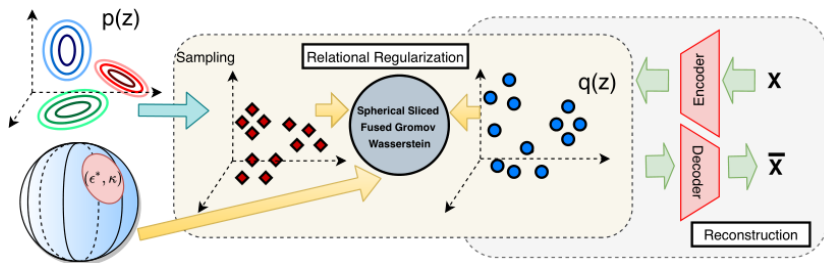 p(z)
Sampling
Relational Regularization
q(z)
Encoder
X
Spherical Sliced
Fused Gromov
Wasserstein
(ϵ*, κ)
Decoder
X̅
Reconstruction